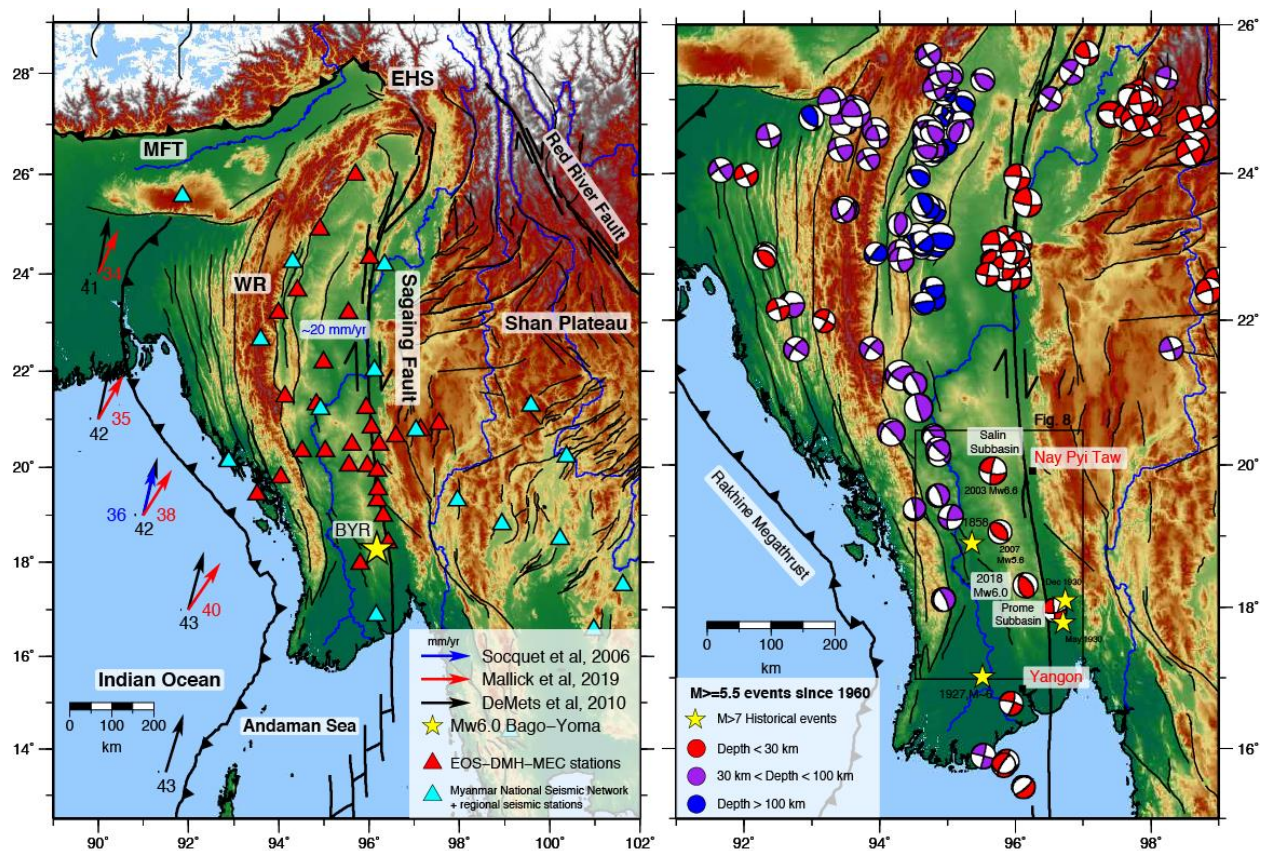 28°
26°
24°
22°
20°
18°
16°
14°
90°
92°
94°
96°
98°
100°
102°
EHS
MFT
Red River Fault
34
41
WR
Sagaing Fault
~20 mm/yr
Shan Plateau
35
42
36
42
38
BYR
40
43
Indian Ocean
0 100 200
km
Andaman Sea
43
mm/yr
Socquet et al, 2006
Mallick et al, 2019
DeMets et al, 2010
Mw6.0 Bago-Yoma
EOS-DMH-MEC stations
Myanmar National Seismic Network
+ regional seismic stations
26°
24°
22°
20°
18°
16°
92°
94°
96°
98°
Fig. 8
Salin
Subbasin
Nay Pyi Taw
2003 Mw6.6
Rakhine Megathrust
1858
2007
Mw5.6
2018
Mw6.0
Dec 1930
Prome
Subbasin
May 1930
0 100 200
km
Yangon
M>=5.5 events since 1960
M>7 Historical events
Depth < 30 km
30 km < Depth < 100 km
Depth > 100 km